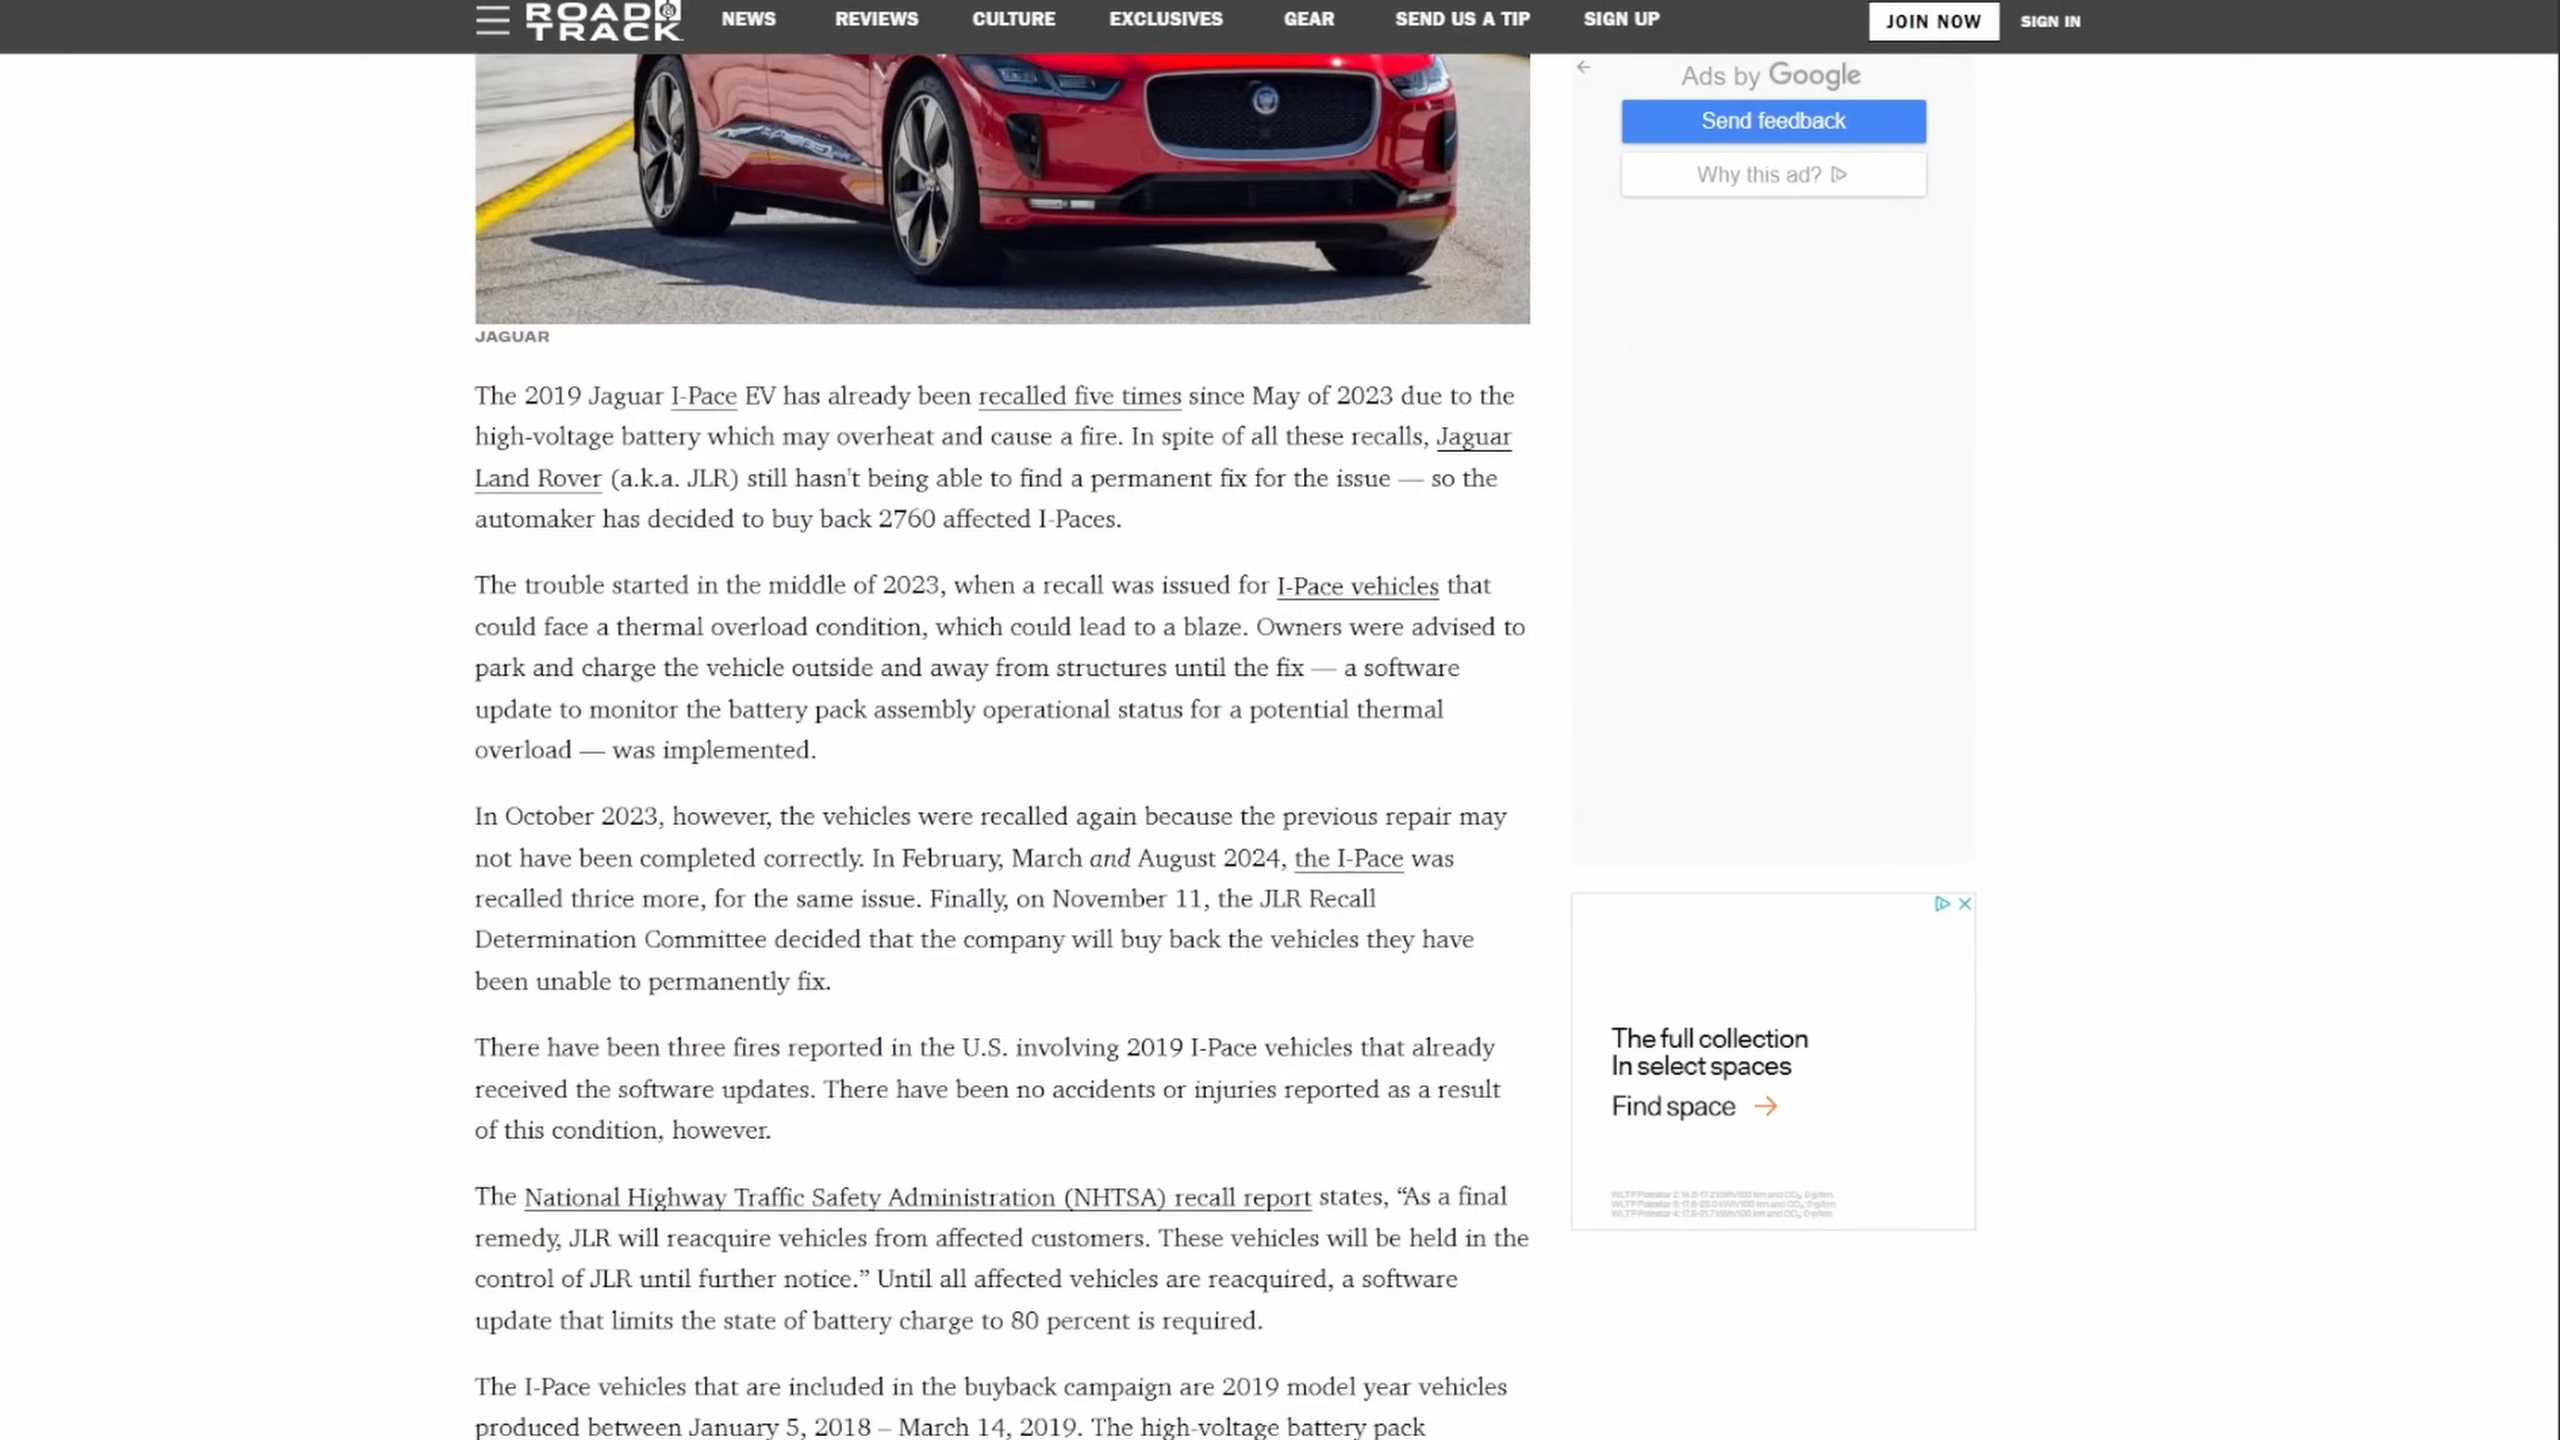 ROAD & TRACK
NEWS
REVIEWS
CULTURE
EXCLUSIVES
GEAR
SEND US A TIP
SIGN UP
JOIN NOW
SIGN IN
JAGUAR
The 2019 Jaguar I-Pace EV has already been recalled five times since May of 2023 due to the
high-voltage battery which may overheat and cause a fire. In spite of all these recalls, Jaguar
Land Rover (a.k.a. JLR) still hasn't being able to find a permanent fix for the issue — so the
automaker has decided to buy back 2760 affected I-Paces.
The trouble started in the middle of 2023, when a recall was issued for I-Pace vehicles that
could face a thermal overload condition, which could lead to a blaze. Owners were advised to
park and charge the vehicle outside and away from structures until the fix — a software
update to monitor the battery pack assembly operational status for a potential thermal
overload — was implemented.
In October 2023, however, the vehicles were recalled again because the previous repair may
not have been completed correctly. In February, March and August 2024, the I-Pace was
recalled thrice more, for the same issue. Finally, on November 11, the JLR Recall
Determination Committee decided that the company will buy back the vehicles they have
been unable to permanently fix.
There have been three fires reported in the U.S. involving 2019 I-Pace vehicles that already
received the software updates. There have been no accidents or injuries reported as a result
of this condition, however.
The National Highway Traffic Safety Administration (NHTSA) recall report states, “As a final
remedy, JLR will reacquire vehicles from affected customers. These vehicles will be held in the
control of JLR until further notice.” Until all affected vehicles are reacquired, a software
update that limits the state of battery charge to 80 percent is required.
The I-Pace vehicles that are included in the buyback campaign are 2019 model year vehicles
produced between January 5, 2018 – March 14, 2019. The high-voltage battery pack
Ads by Google
Send feedback
Why this ad?
The full collection
In select spaces
Find space →